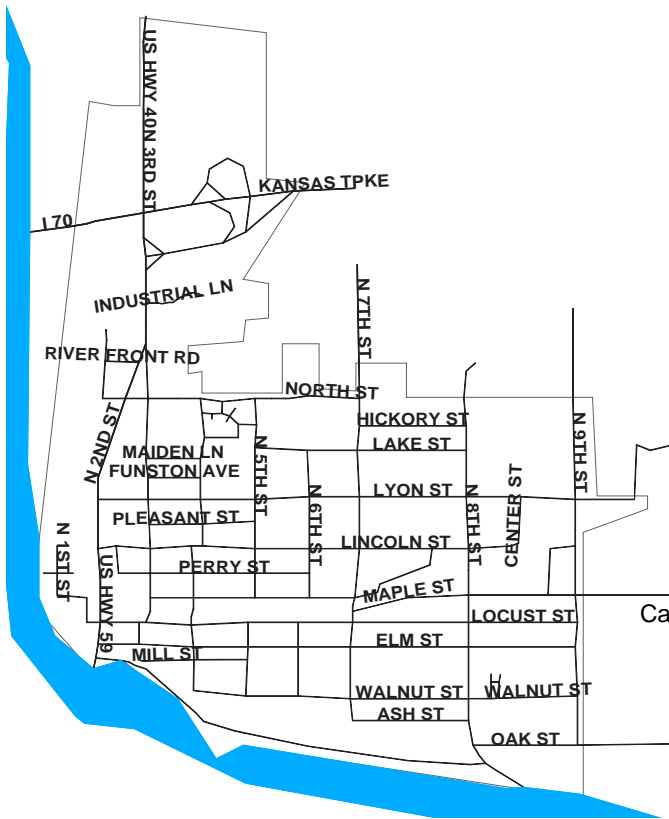 US HWY 40
N 3RD ST
KANSAS TPKE
I 70
INDUSTRIAL LN
N 7TH ST
RIVER FRONT RD
NORTH ST
N 2ND ST
HICKORY ST
N 9TH ST
N 5TH ST
LAKE ST
MAIDEN LN
FUNSTON AVE
CENTER ST
N 6TH ST
N 8TH ST
LYON ST
PLEASANT ST
N 1ST ST
LINCOLN ST
US HWY 59
PERRY ST
MAPLE ST
LOCUST ST
Ca
ELM ST
MILL ST
WALNUT ST
WALNUT ST
ASH ST
OAK ST